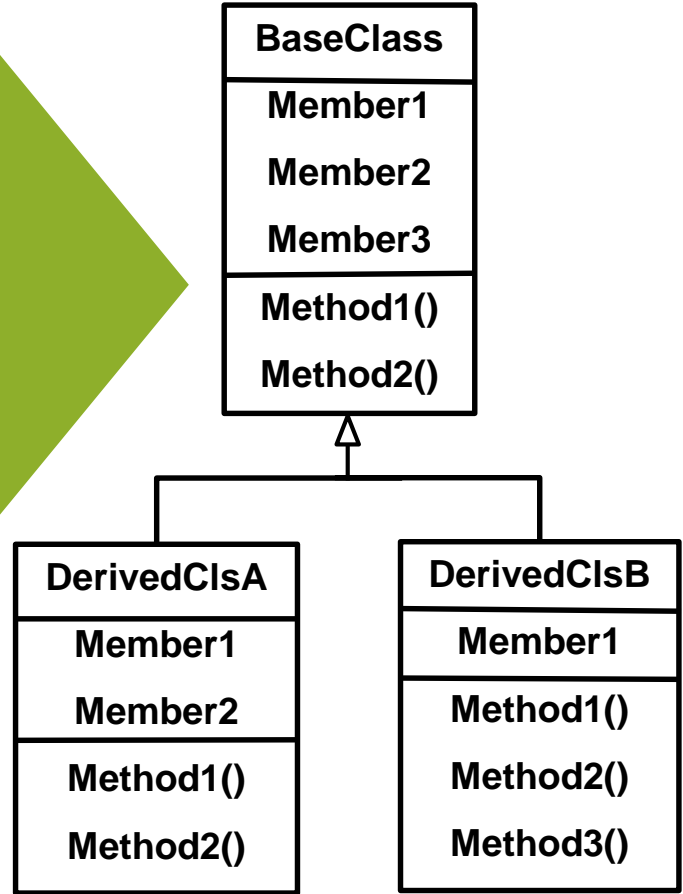 BaseClass
Member1
Member2
Member3
Method1()
Method2()
DerivedClsA
Member1
Member2
Method1()
Method2()
DerivedClsB
Member1
Method1()
Method2()
Method3()